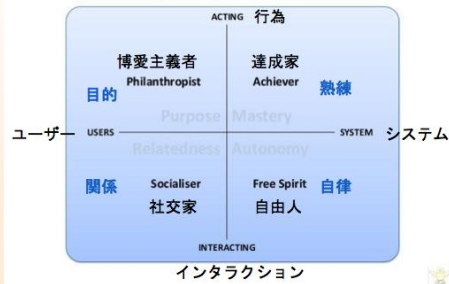 ACTING 行為
博愛主義者 達成家
Philanthropist Achiever
目的 熟練
Purpose Mastery
ユーザー USERS SYSTEM システム
Relatedness Autonomy
関係 Socialiser Free Spirit 自律
社交家 自由人
INTERACTING
インタラクション